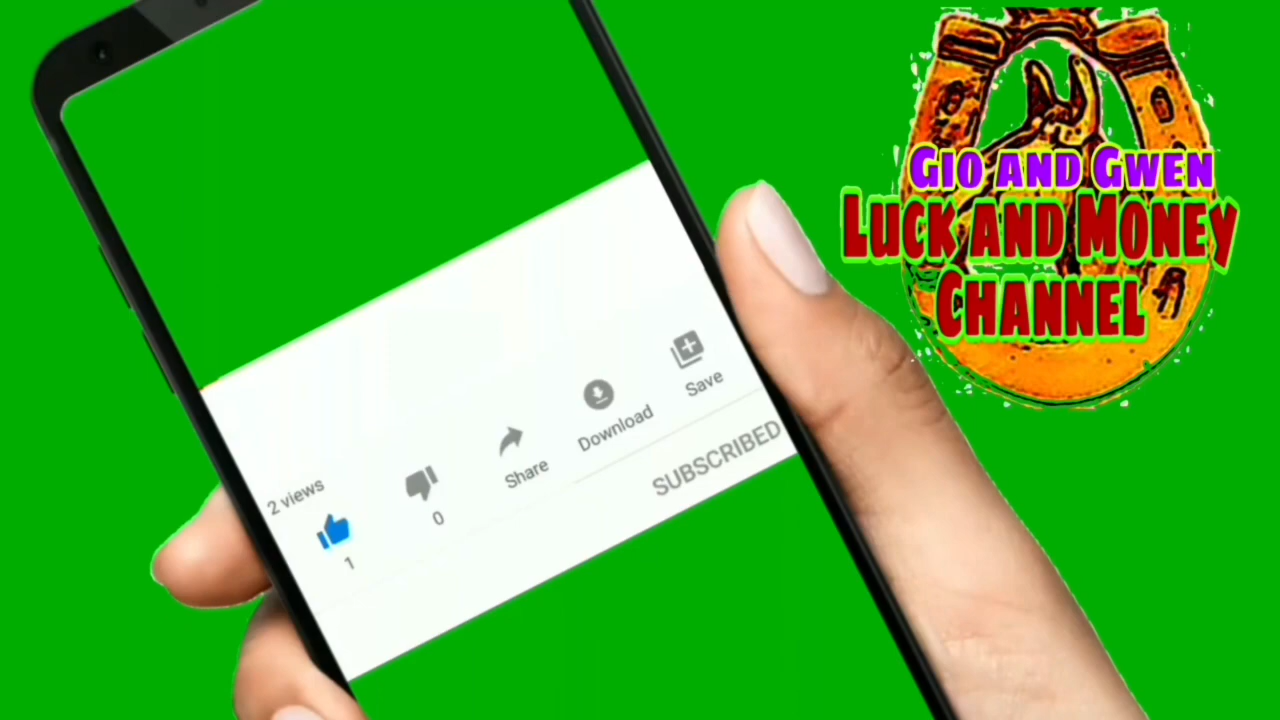 Gio and Gwen
Luck and Money
Channel
2 views
1
0
Share
Download
Save
SUBSCRIBED